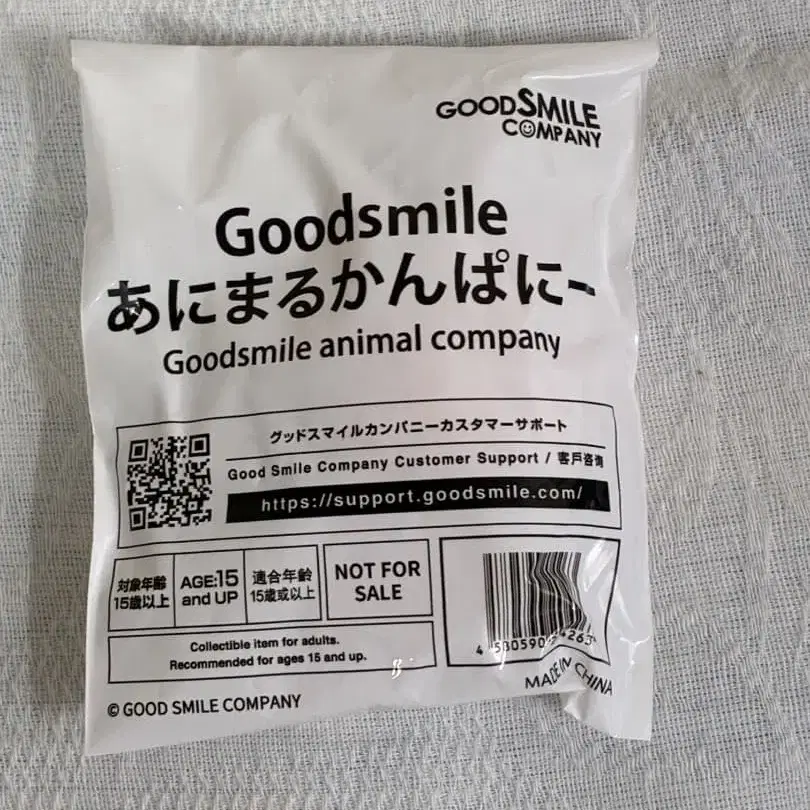 GOODSMILE
COMPANY
Goodsmile
あにまるかんぱにー
Goodsmile animal company
グッドスマイルカンパニーカスタマーサポート
Good Smile Company Customer Support / 客戶咨询
https://support.goodsmile.com/
対象年齢
15歳以上
AGE:15
and UP
適合年齡
15歲或以上
NOT FOR
SALE
Collectible item for adults.
Recommended for ages 15 and up.
MADE IN CHINA
© GOOD SMILE COMPANY